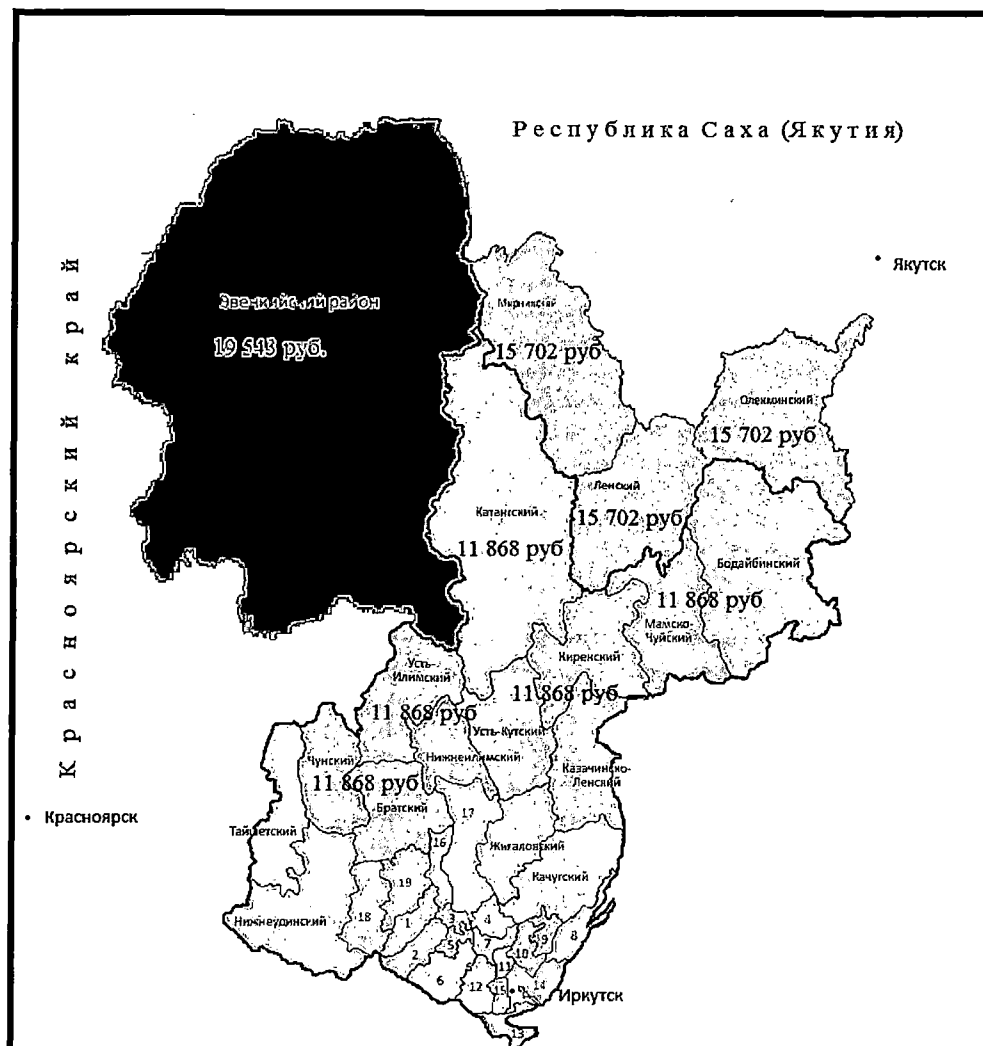 Республика Саха (Якутия)
Красноярский край
Якутск
Эвенкийский район
19 543 руб.
Мирнинский
15 702 руб
Олекминский
15 702 руб
Ленский
15 702 руб
Катангский
11 868 руб
Бодайбинский
11 868 руб
Мамско-
Чуйский
Киренский
11 868 руб
Усть-
Илимский
11 868 руб
Усть-Кутский
Нижнеилимский
Казачинско-
Ленский
Чунский
11 868 руб
Братский
Красноярск
Тайшетский
17
16
Жигаловский
Качугский
19
18
Нижнеудинский
1
3
4
2
5
7
9
8
10
6
12
11
15
14
Иркутск
13